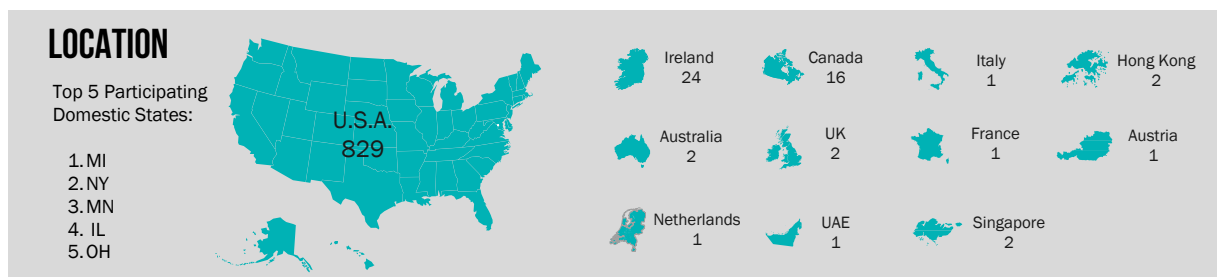 LOCATION
Top 5 Participating
Domestic States:
1. MI
2. NY
3. MN
4. IL
5. OH
U.S.A.
829
Ireland
24
Canada
16
Italy
1
Hong Kong
2
Australia
2
UK
2
France
1
Austria
1
Netherlands
1
UAE
1
Singapore
2